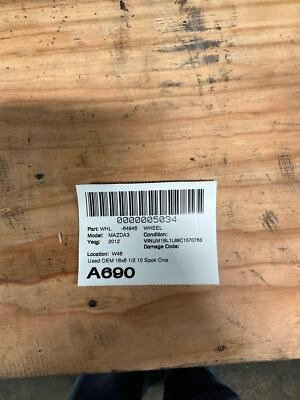 0000005034
Part: WHL -64946 WHEEL
Model: MAZDA3 Condition:
Year: 2012 VIN:JM1BL1L89C1570763
Damage Code:
Location: W46
Used OEM 16x6 1/2 10 Spok One
A690